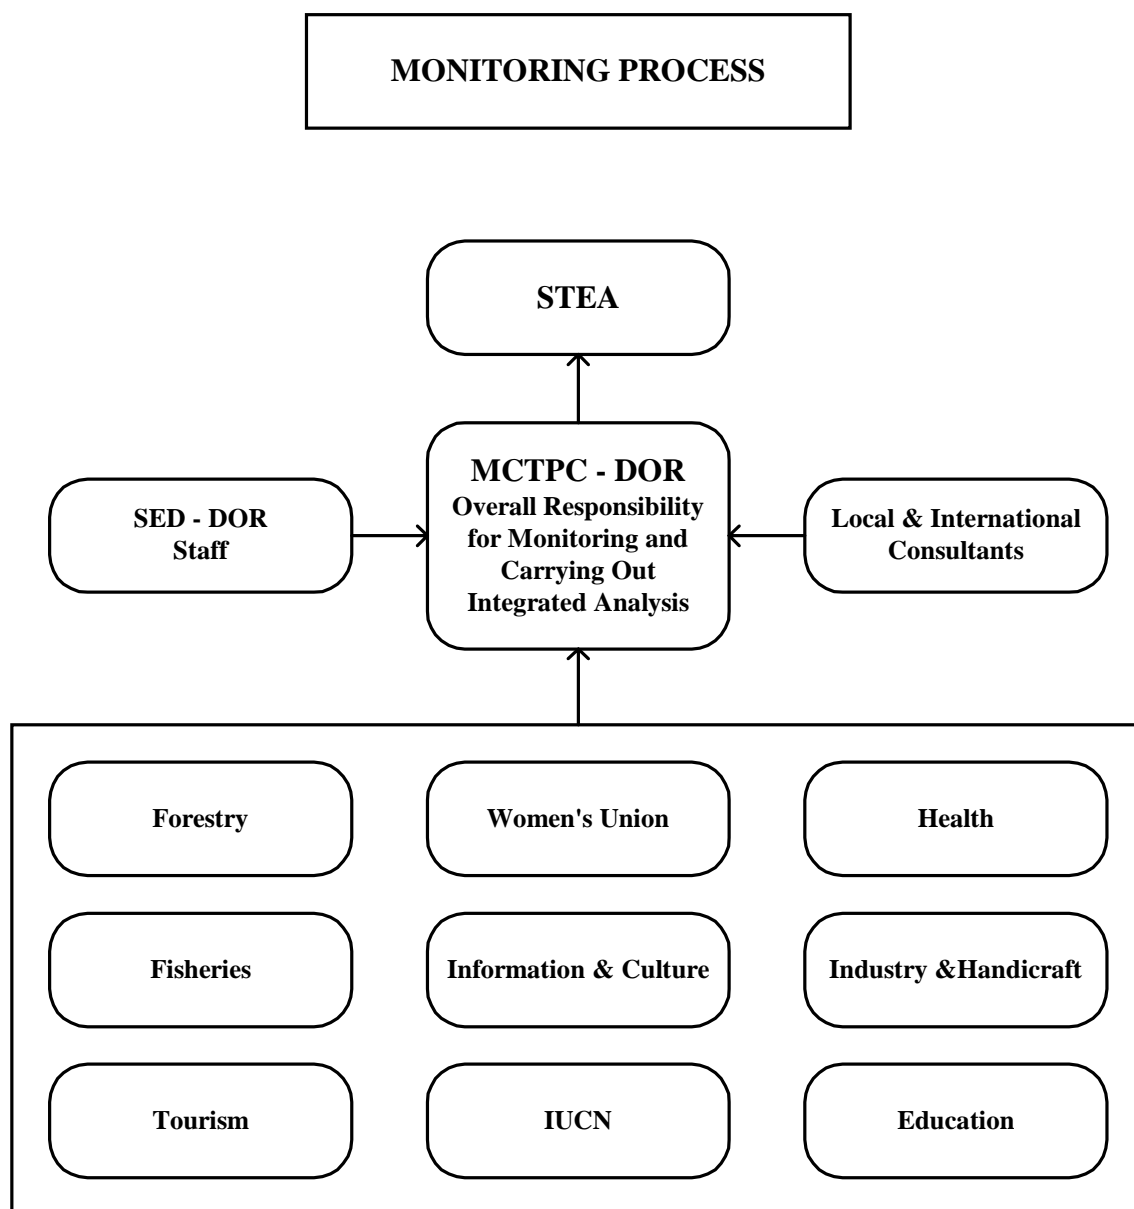 MONITORING PROCESS
STEA
MCTPC - DOR
Overall Responsibility
for Monitoring and
Carrying Out
Integrated Analysis
SED - DOR
Staff
Local & International
Consultants
Forestry
Women's Union
Health
Fisheries
Information & Culture
Industry &Handicraft
Tourism
IUCN
Education